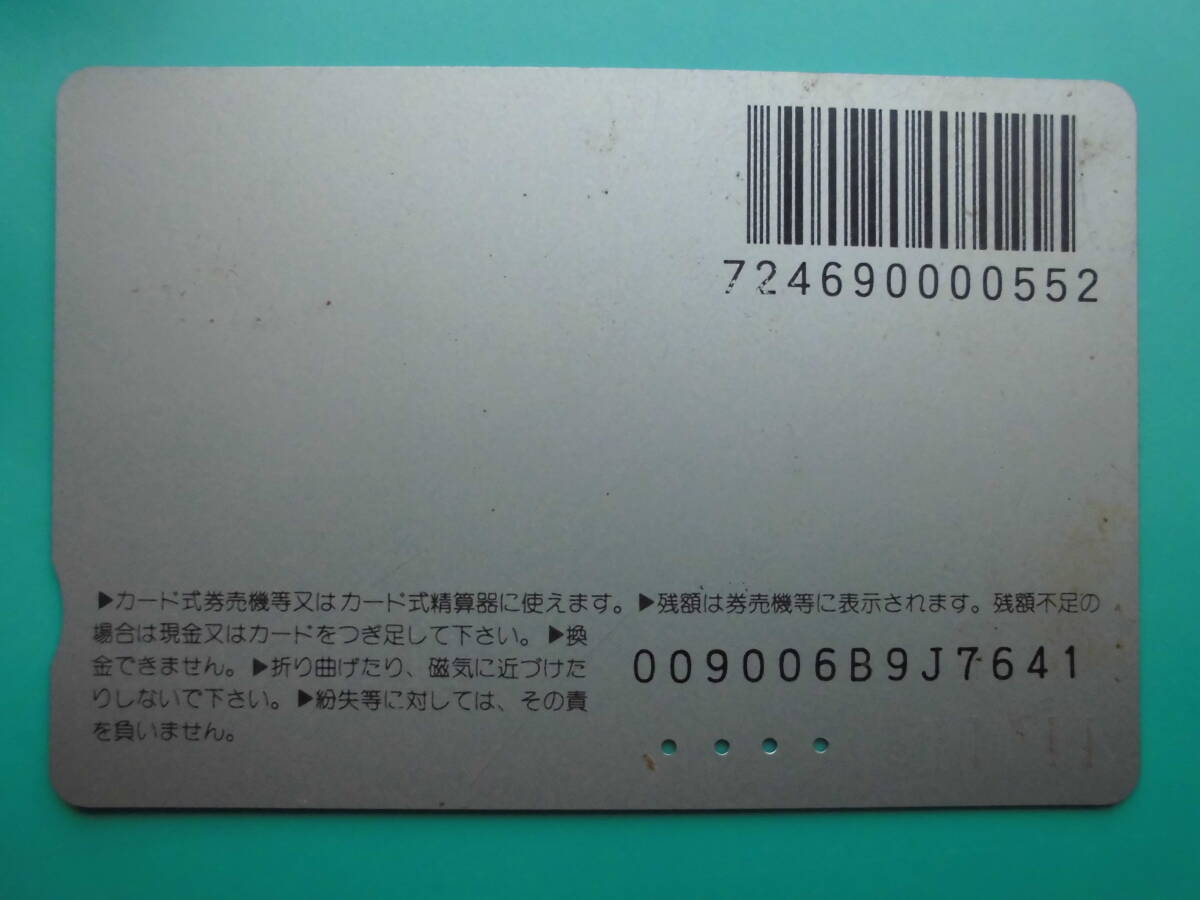 724690000552
▶カード式券売機等又はカード式精算器に使えます。▶残額は券売機等に表示されます。残額不足の
場合は現金又はカードをつぎ足して下さい。▶換
金できません。▶折り曲げたり、磁気に近づけた
りしないで下さい。▶紛失等に対しては、その責
を負いません。
009006B9J7641